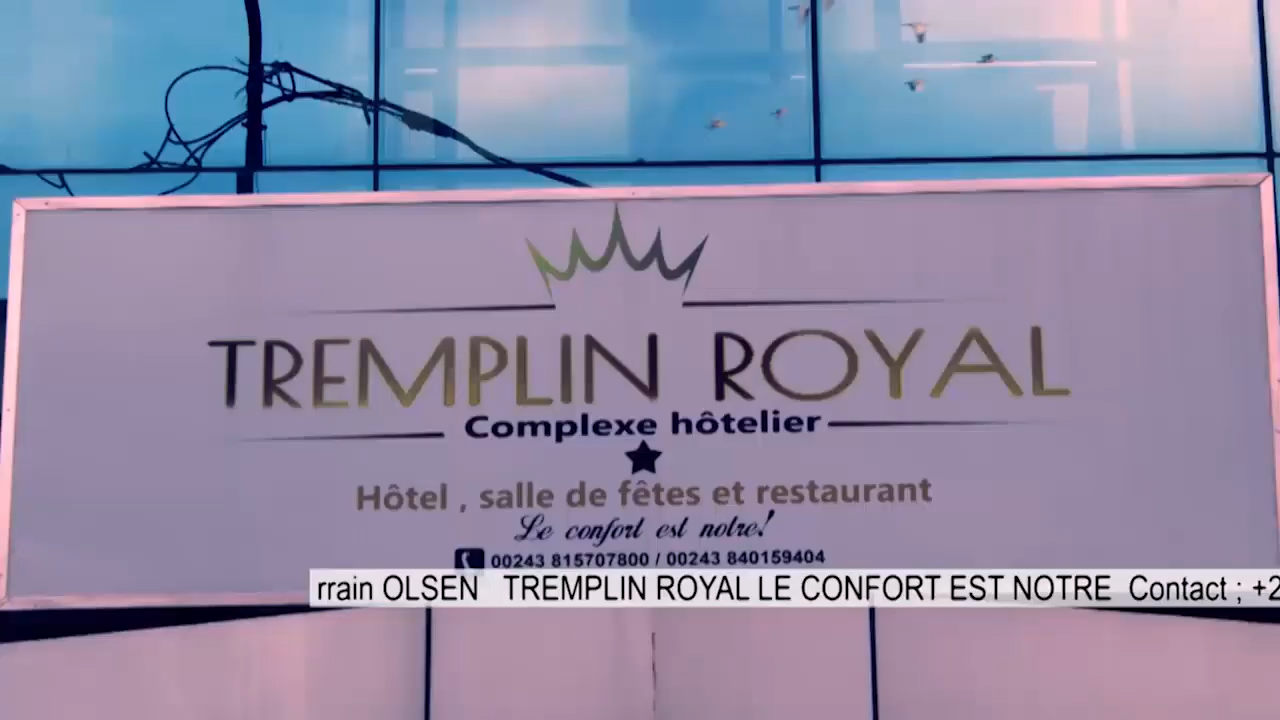 TREMPLIN ROYAL
Complexe hôtelier
Hôtel , salle de fêtes et restaurant
Le confort est notre!
00243 815707800 / 00243 840159404
rrain OLSEN TREMPLIN ROYAL LE CONFORT EST NOTRE Contact ; +2